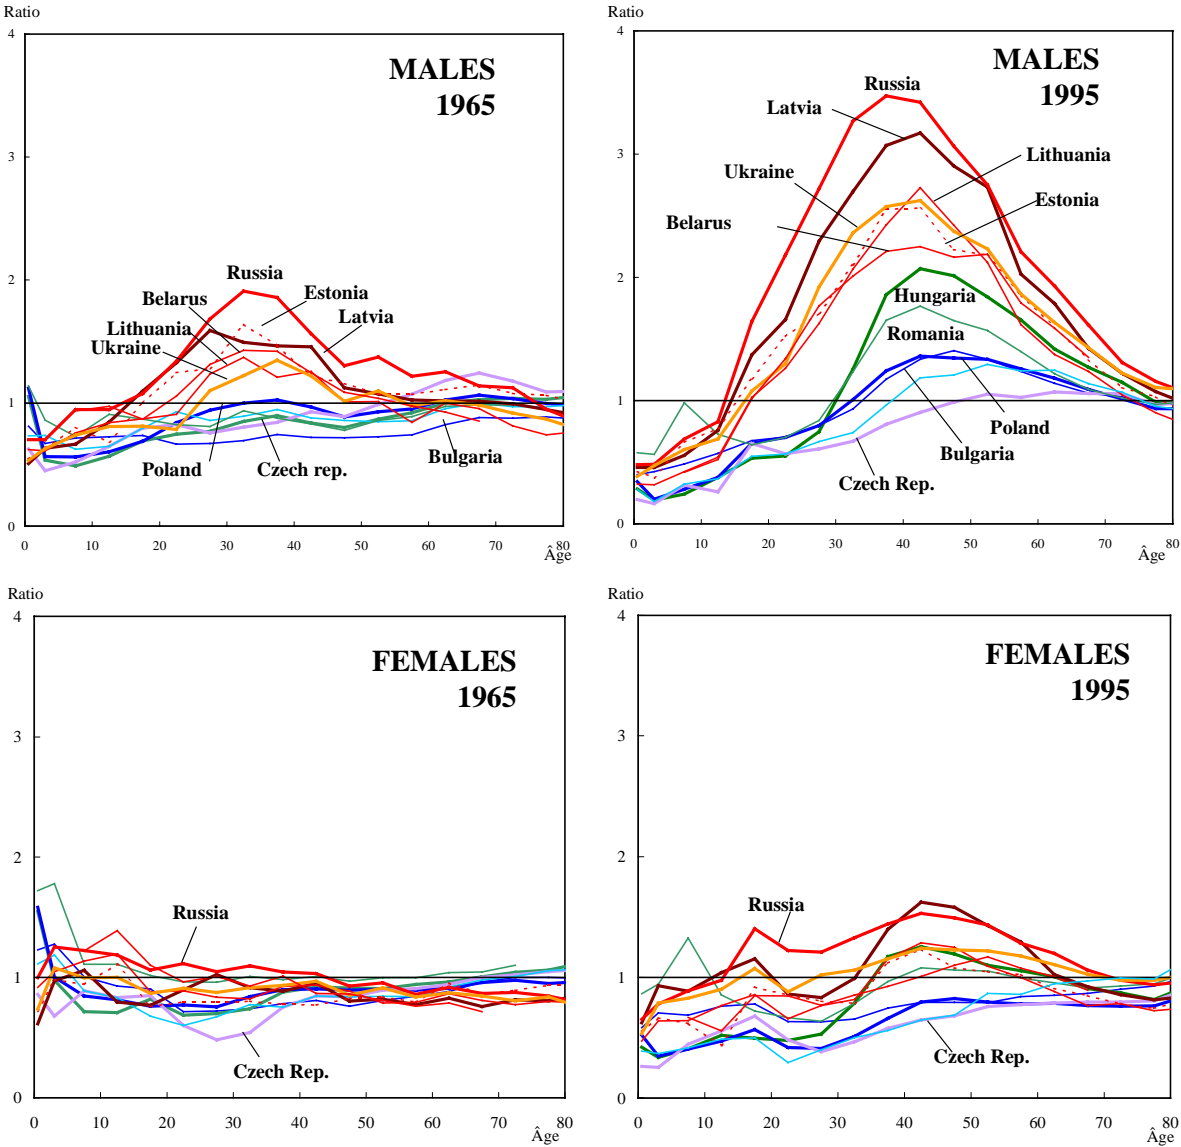 Ratio
4
3
2
1
0
MALES
1965
Russia
Belarus
Estonia
Lithuania
Latvia
Ukraine
Poland
Czech rep.
Bulgaria
0 10 20 30 40 50 60 70 80
Âge
Ratio
4
3
2
1
0
MALES
1995
Russia
Latvia
Lithuania
Ukraine
Estonia
Belarus
Hungaria
Romania
Poland
Bulgaria
Czech Rep.
0 10 20 30 40 50 60 70 80
Âge
Ratio
4
3
2
1
0
FEMALES
1965
Russia
Czech Rep.
0 10 20 30 40 50 60 70 80
Âge
Ratio
4
3
2
1
0
FEMALES
1995
Russia
Czech Rep.
0 10 20 30 40 50 60 70 80
Âge